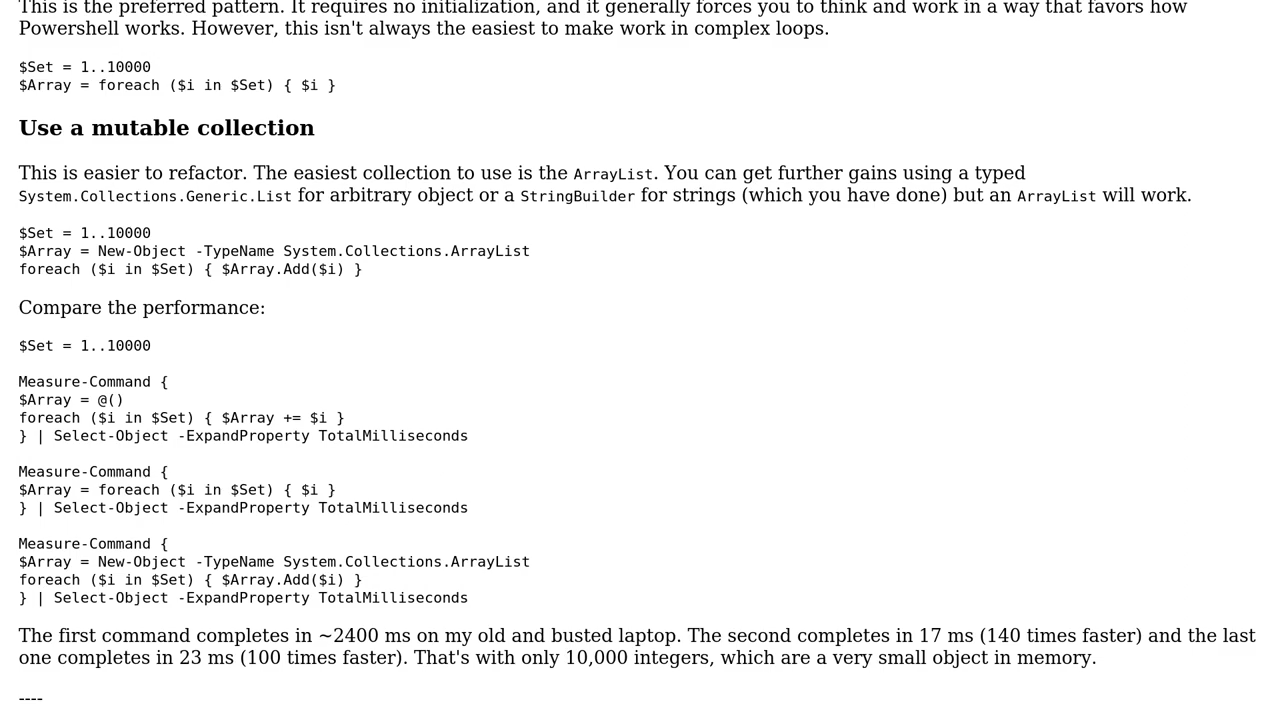 This is the preferred pattern. It requires no initialization, and it generally forces you to think and work in a way that favors how
Powershell works. However, this isn't always the easiest to make work in complex loops.
$Set = 1..10000
$Array = foreach ($i in $Set) { $i }
Use a mutable collection
This is easier to refactor. The easiest collection to use is the ArrayList. You can get further gains using a typed
System.Collections.Generic.List for arbitrary object or a StringBuilder for strings (which you have done) but an ArrayList will work.
$Set = 1..10000
$Array = New-Object -TypeName System.Collections.ArrayList
foreach ($i in $Set) { $Array.Add($i) }
Compare the performance:
$Set = 1..10000
Measure-Command {
$Array = @()
foreach ($i in $Set) { $Array += $i }
} | Select-Object -ExpandProperty TotalMilliseconds
Measure-Command {
$Array = foreach ($i in $Set) { $i }
} | Select-Object -ExpandProperty TotalMilliseconds
Measure-Command {
$Array = New-Object -TypeName System.Collections.ArrayList
foreach ($i in $Set) { $Array.Add($i) }
} | Select-Object -ExpandProperty TotalMilliseconds
The first command completes in ~2400 ms on my old and busted laptop. The second completes in 17 ms (140 times faster) and the last
one completes in 23 ms (100 times faster). That's with only 10,000 integers, which are a very small object in memory.
----